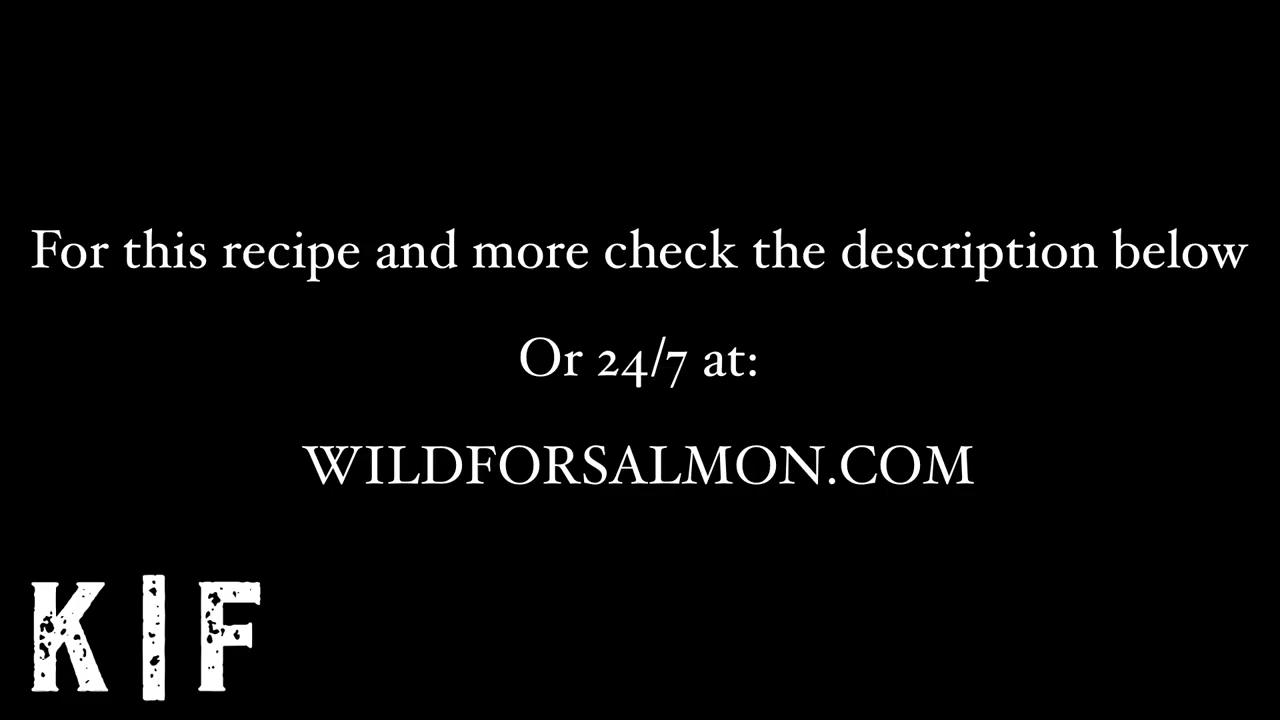 For this recipe and more check the description below
Or 24/7 at:
WILDFORSALMON.COM
K|F